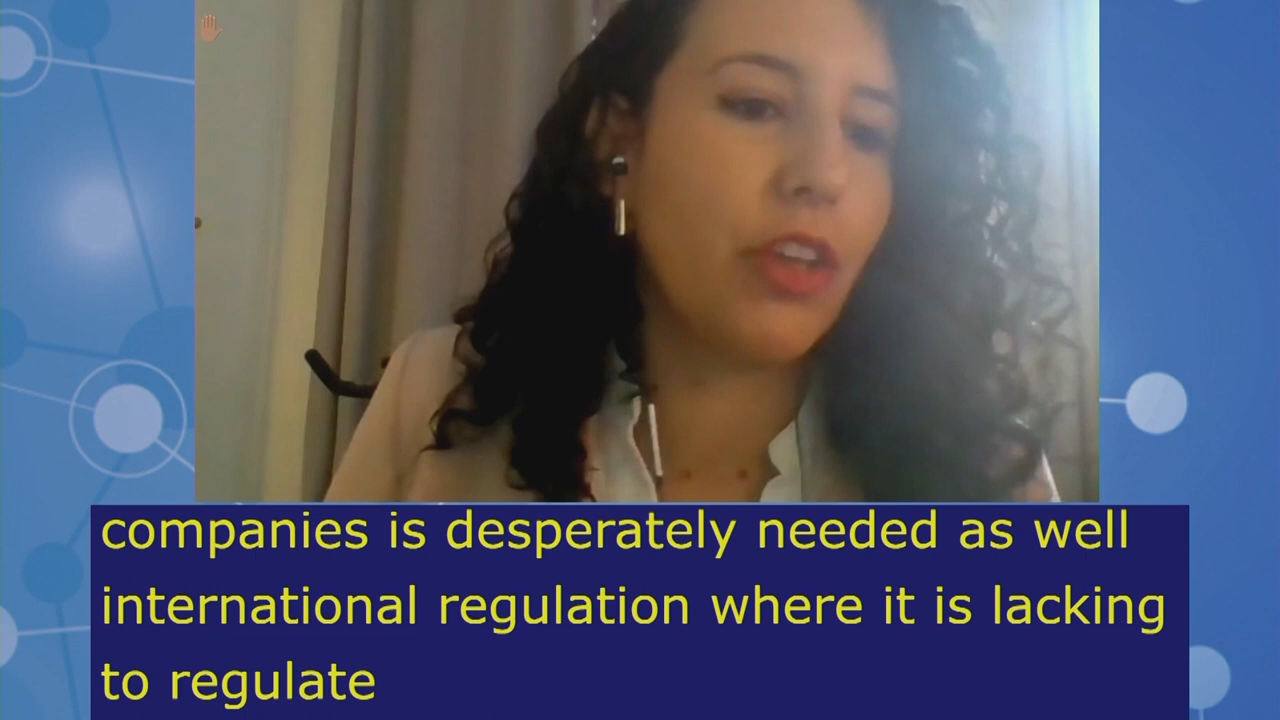 companies is desperately needed as well
international regulation where it is lacking
to regulate